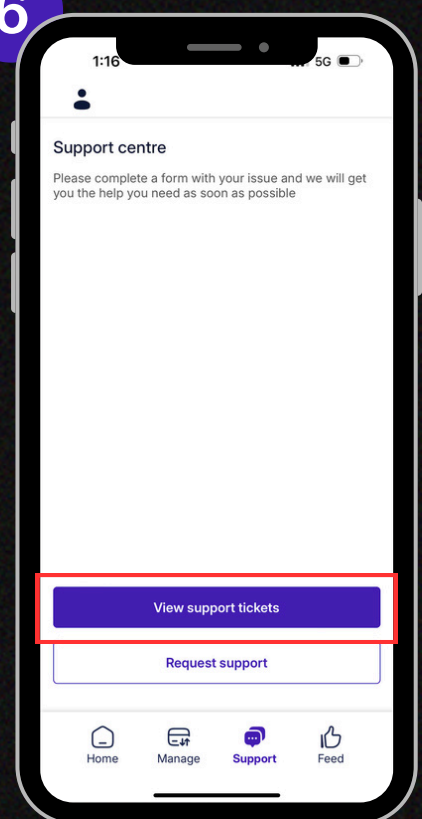 6
1:16 5G
Support centre
Please complete a form with your issue and we will get
you the help you need as soon as possible
View support tickets
Request support
Home Manage Support Feed